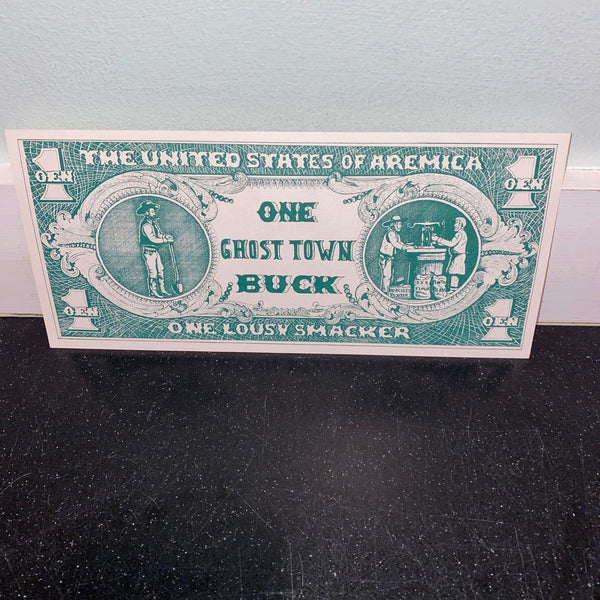 THE UNITED STATES OF AREMICA
1 OEN
1 OEN
ONE
GHOST TOWN
BUCK
1 OEN
1 OEN
ONE LOUSY SMACKER